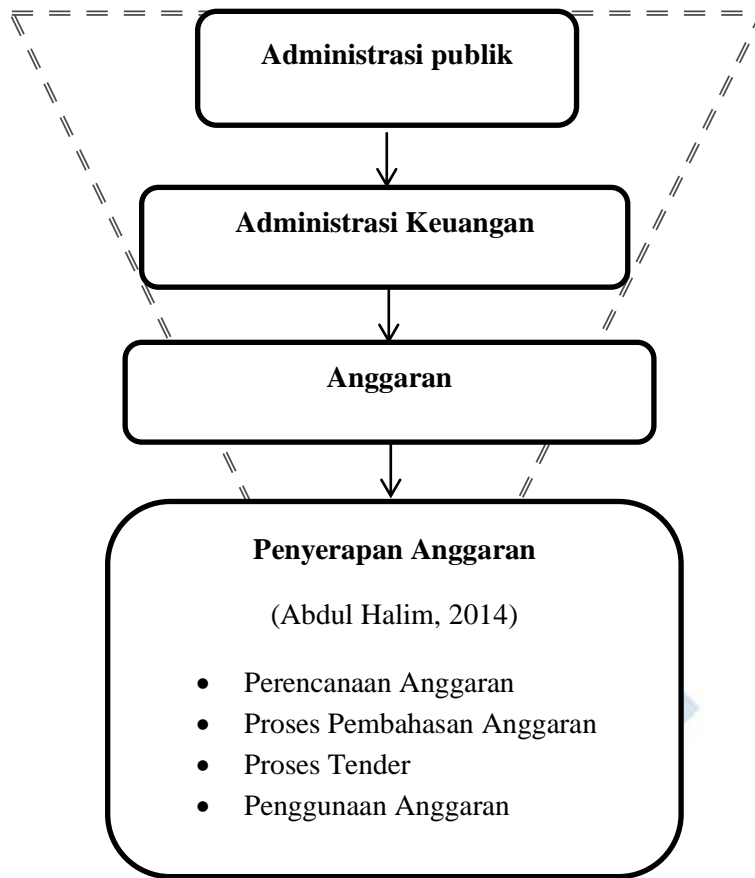 Administrasi publik
Administrasi Keuangan
Anggaran
Penyerapan Anggaran
(Abdul Halim, 2014)
• Perencanaan Anggaran
• Proses Pembahasan Anggaran
• Proses Tender
• Penggunaan Anggaran